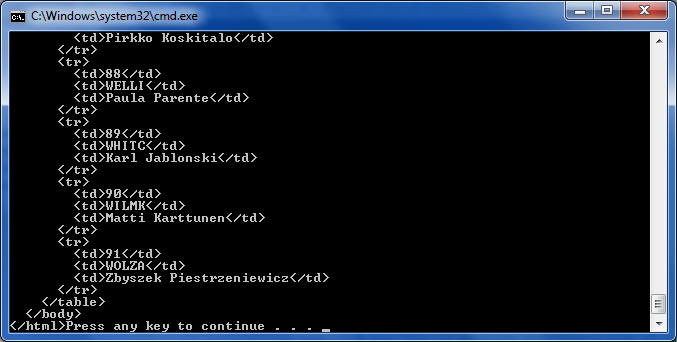 C:\Windows\system32\cmd.exe
        <td>Pirkko Koskitalo</td>
      </tr>
      <tr>
        <td>88</td>
        <td>WELLI</td>
        <td>Paula Parente</td>
      </tr>
      <tr>
        <td>89</td>
        <td>WHITC</td>
        <td>Karl Jablonski</td>
      </tr>
      <tr>
        <td>90</td>
        <td>WILMK</td>
        <td>Matti Karttunen</td>
      </tr>
      <tr>
        <td>91</td>
        <td>WOLZA</td>
        <td>Zbyszek Piestrzeniewicz</td>
      </tr>
    </table>
  </body>
</html>Press any key to continue . . . _